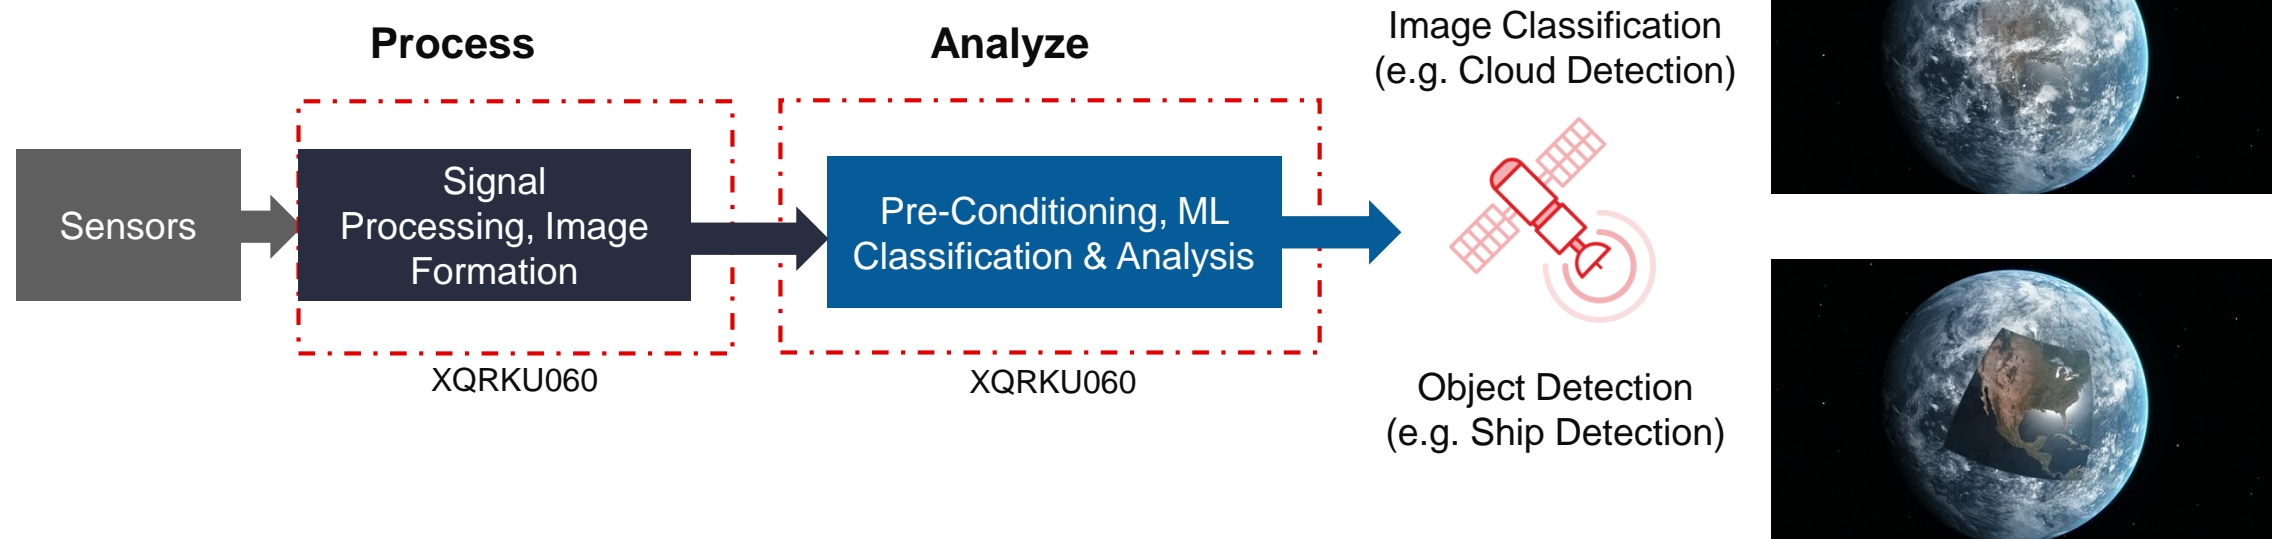 Process
Analyze
Image Classification
(e.g. Cloud Detection)
Sensors
Signal
Processing, Image
Formation
Pre-Conditioning, ML
Classification & Analysis
XQRKU060
XQRKU060
Object Detection
(e.g. Ship Detection)